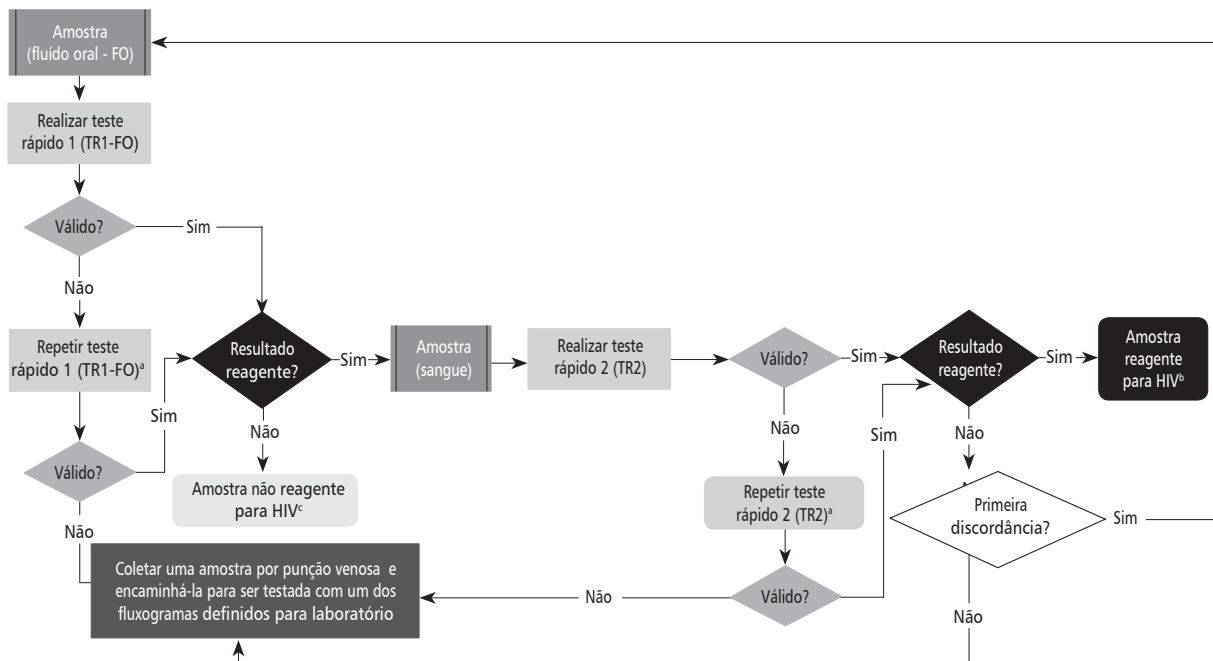 Amostra
(fluído oral - FO)
Realizar teste
rápido 1 (TR1-FO)
Válido?
Sim
Não
Repetir teste
rápido 1 (TR1-FO)ᵃ
Válido?
Sim
Não
Resultado
reagente?
Sim
Não
Amostra não reagente
para HIVᶜ
Amostra
(sangue)
Realizar teste
rápido 2 (TR2)
Válido?
Sim
Não
Repetir teste
rápido 2 (TR2)ᵃ
Válido?
Sim
Não
Resultado
reagente?
Sim
Não
Amostra
reagente
para HIVᵇ
Primeira
discordância?
Sim
Não
Coletar uma amostra por punção venosa e
encaminhá-la para ser testada com um dos
fluxogramas definidos para laboratório